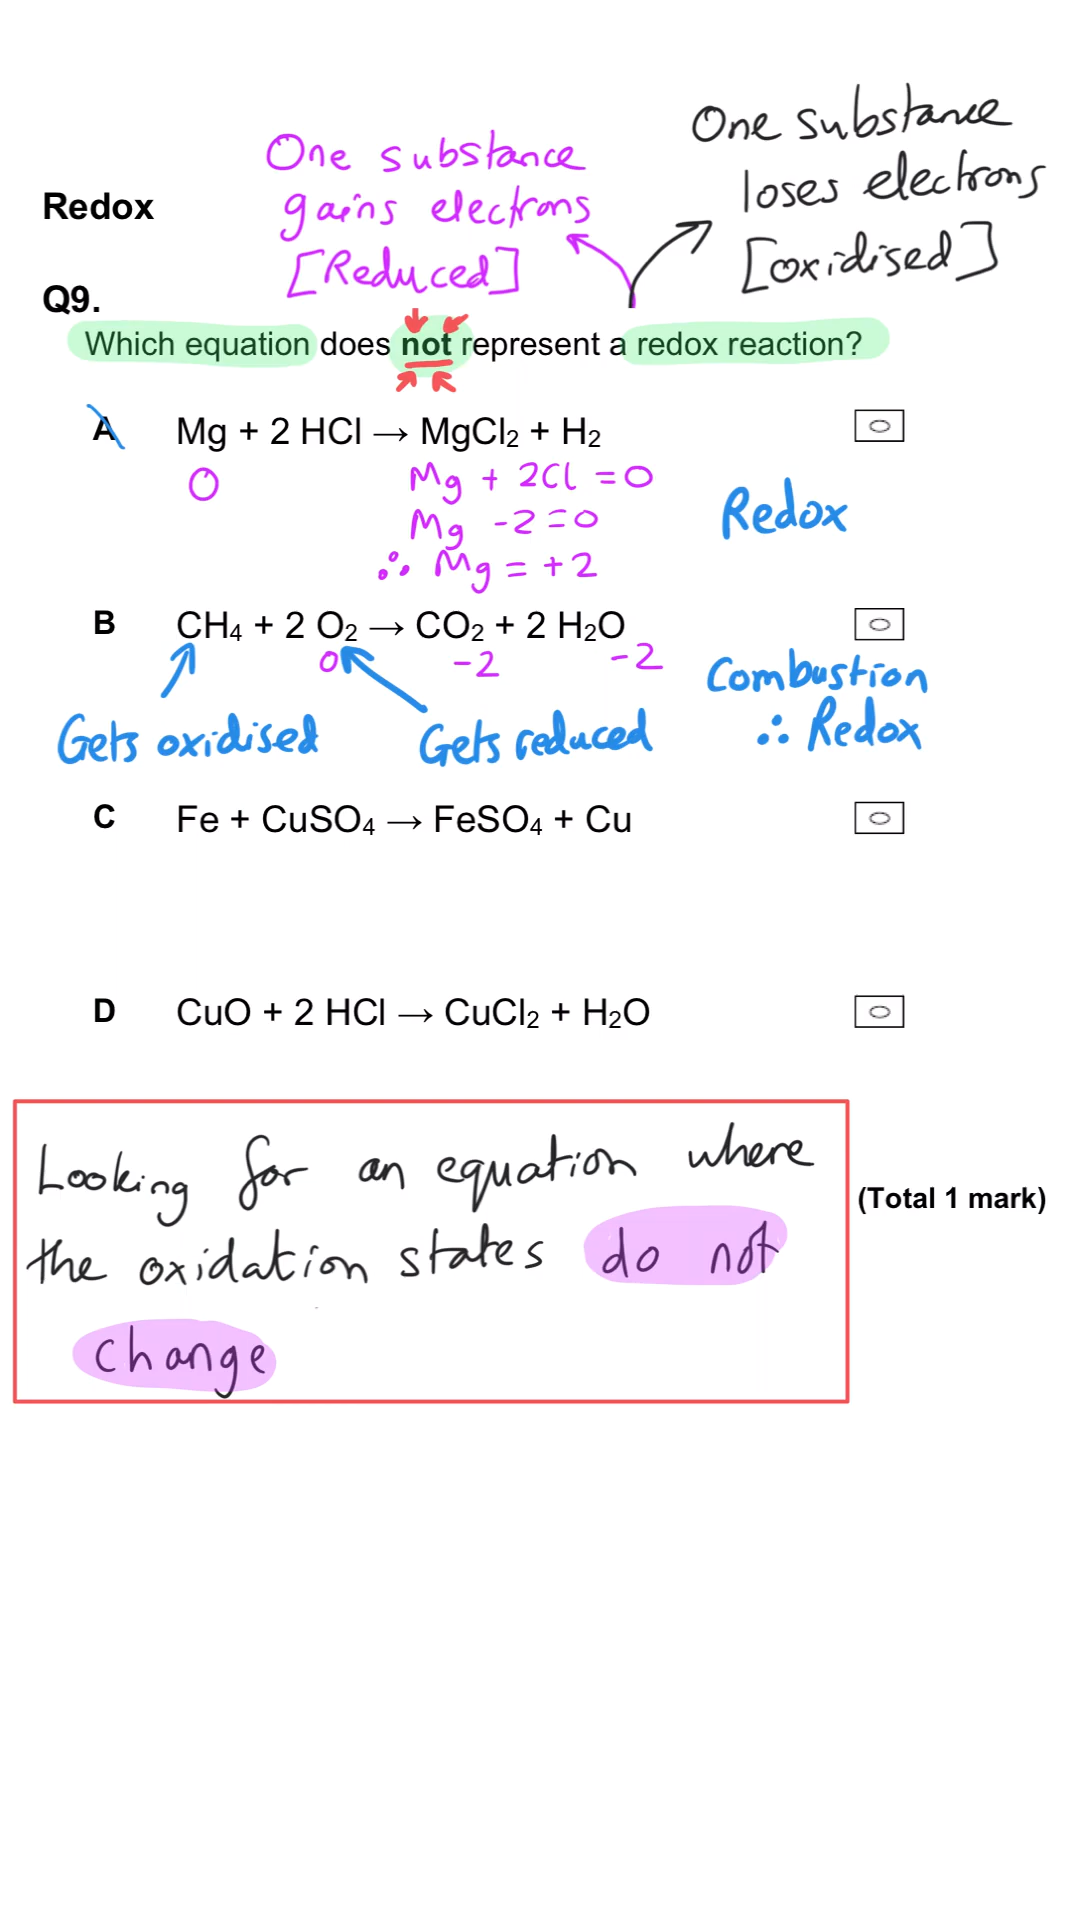 One substance
gains electrons
[Reduced]
One substance
loses electrons
[oxidised]
Redox
Q9.
Which equation does not represent a redox reaction?
A Mg + 2 HCl → MgCl₂ + H₂
0
Mg + 2Cl = 0
Mg -2 = 0
∴ Mg = +2
Redox
B CH₄ + 2 O₂ → CO₂ + 2 H₂O
0 -2 -2
Gets oxidised
Gets reduced
Combustion
∴ Redox
C Fe + CuSO₄ → FeSO₄ + Cu
D CuO + 2 HCl → CuCl₂ + H₂O
Looking for an equation where
the oxidation states do not
change
(Total 1 mark)